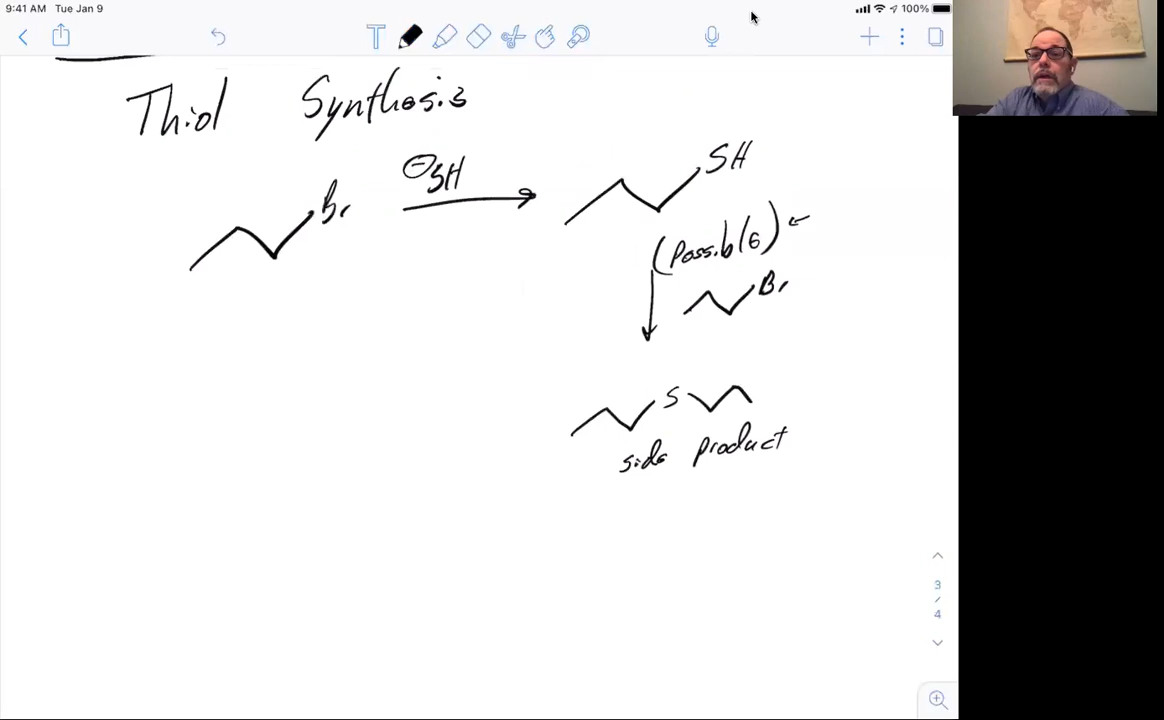 9:41 AM Tue Jan 9
100%
T
Thiol Synthesis
⊖SH
Br
SH
(possible) ←
Br
S
side product
3
/
4